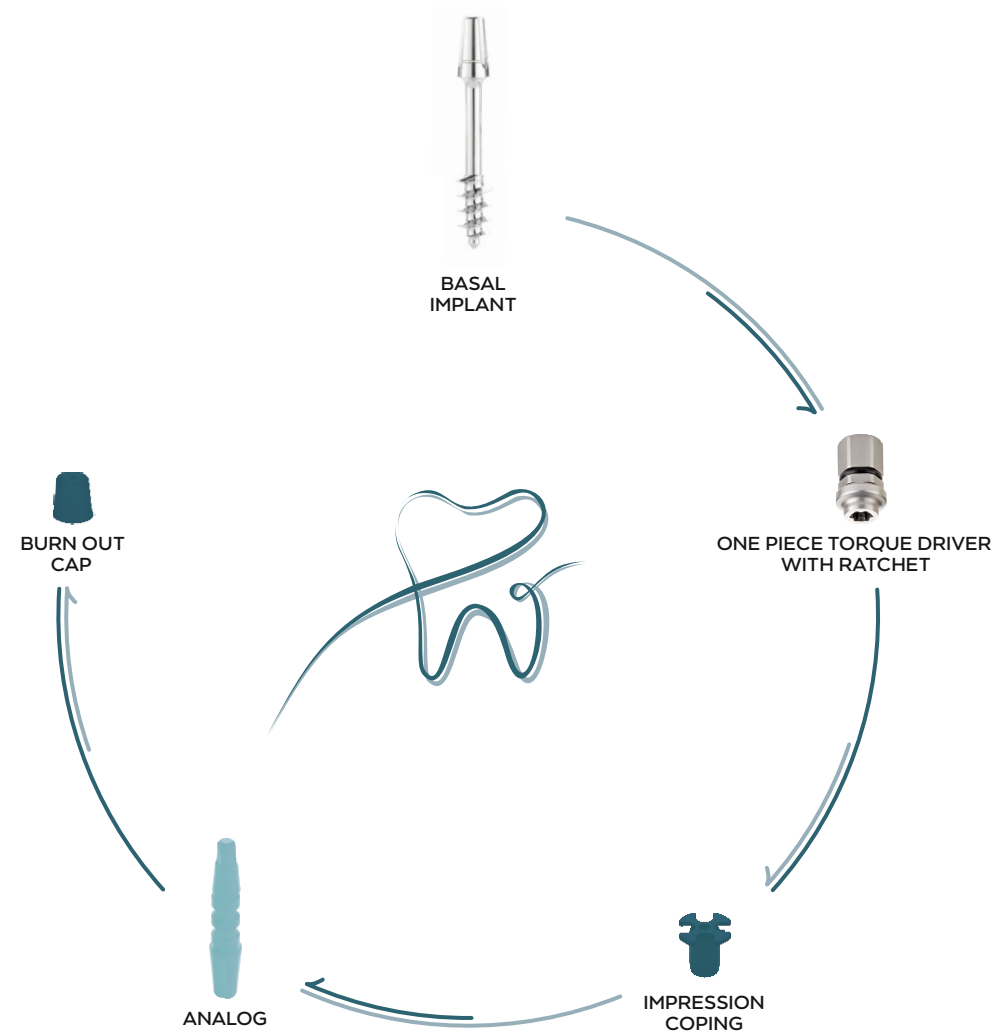 BASAL
IMPLANT
ONE PIECE TORQUE DRIVER
WITH RATCHET
IMPRESSION
COPING
ANALOG
BURN OUT
CAP